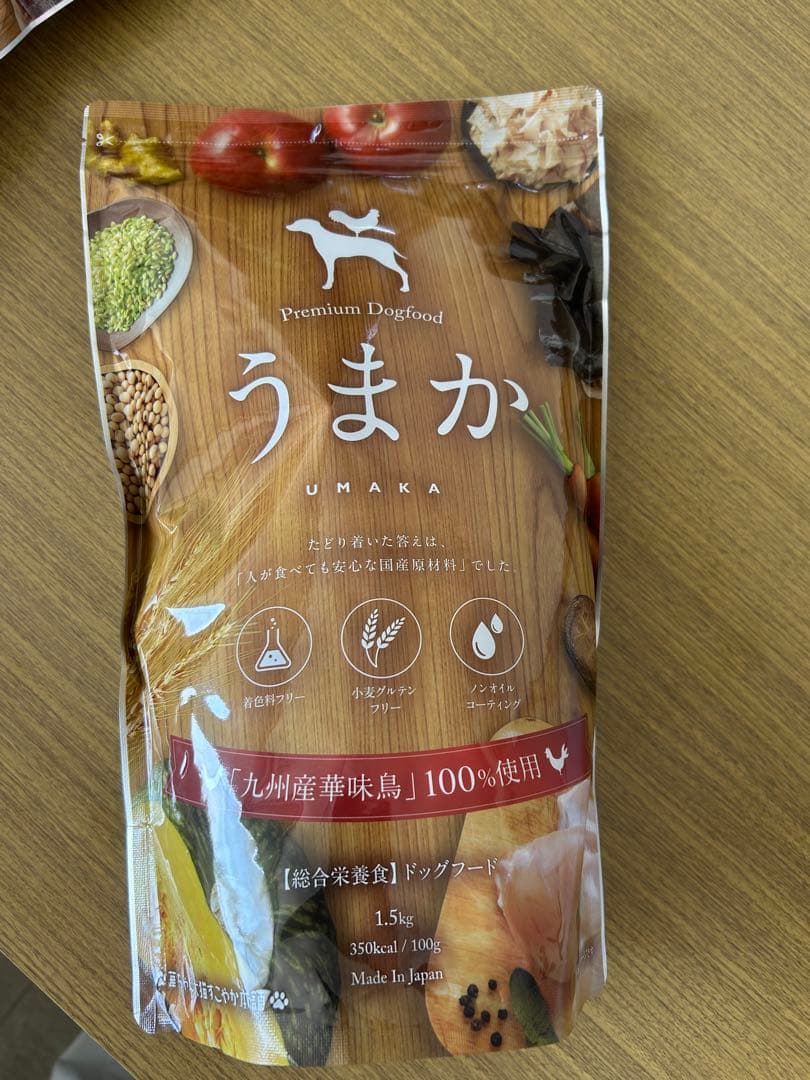 Premium Dogfood
うまか
UMAKA
たどり着いた答えは、
「人が食べても安心な国産原材料」でした。
着色料フリー
小麦グルテン
フリー
ノンオイル
コーティング
「九州産華味鳥」100%使用
【総合栄養食】ドッグフード
1.5kg
350kcal / 100g
Made In Japan